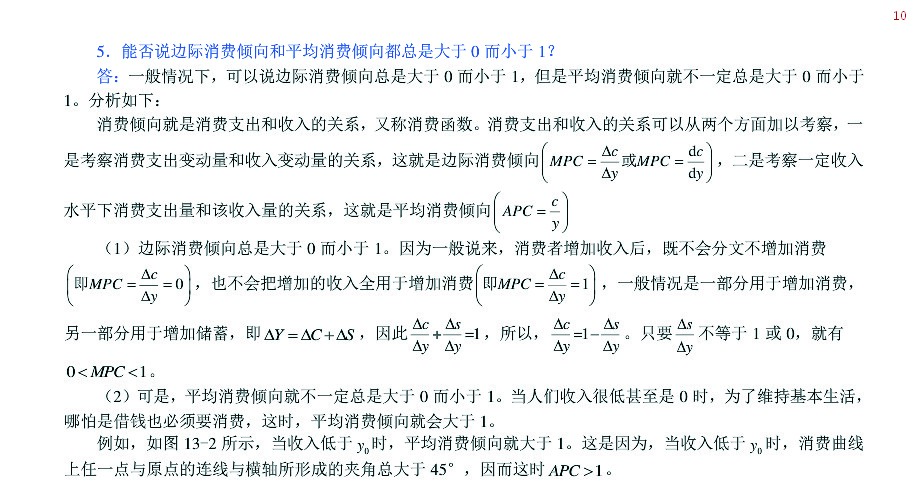 10
5．能否说边际消费倾向和平均消费倾向都总是大于 0 而小于 1？
答：一般情况下，可以说边际消费倾向总是大于 0 而小于 1，但是平均消费倾向就不一定总是大于 0 而小于
1。分析如下：
消费倾向就是消费支出和收入的关系，又称消费函数。消费支出和收入的关系可以从两个方面加以考察，一
是考察消费支出变动量和收入变动量的关系，这就是边际消费倾向(MPC = Δc/Δy 或MPC = dc/dy)，二是考察一定收入
水平下消费支出量和该收入量的关系，这就是平均消费倾向(APC = c/y)
（1）边际消费倾向总是大于 0 而小于 1。因为一般说来，消费者增加收入后，既不会分文不增加消费
(即MPC = Δc/Δy = 0)，也不会把增加的收入全用于增加消费(即MPC = Δc/Δy = 1)，一般情况是一部分用于增加消费，
另一部分用于增加储蓄，即 ΔY = ΔC + ΔS，因此 Δc/Δy + Δs/Δy =1，所以， Δc/Δy =1− Δs/Δy 。只要 Δs/Δy 不等于 1 或 0，就有
0 < MPC < 1。
（2）可是，平均消费倾向就不一定总是大于 0 而小于 1。当人们收入很低甚至是 0 时，为了维持基本生活，
哪怕是借钱也必须要消费，这时，平均消费倾向就会大于 1。
例如，如图 13-2 所示，当收入低于 y₀ 时，平均消费倾向就大于 1。这是因为，当收入低于 y₀ 时，消费曲线
上任一点与原点的连线与横轴所形成的夹角总大于 45°，因而这时 APC >1。